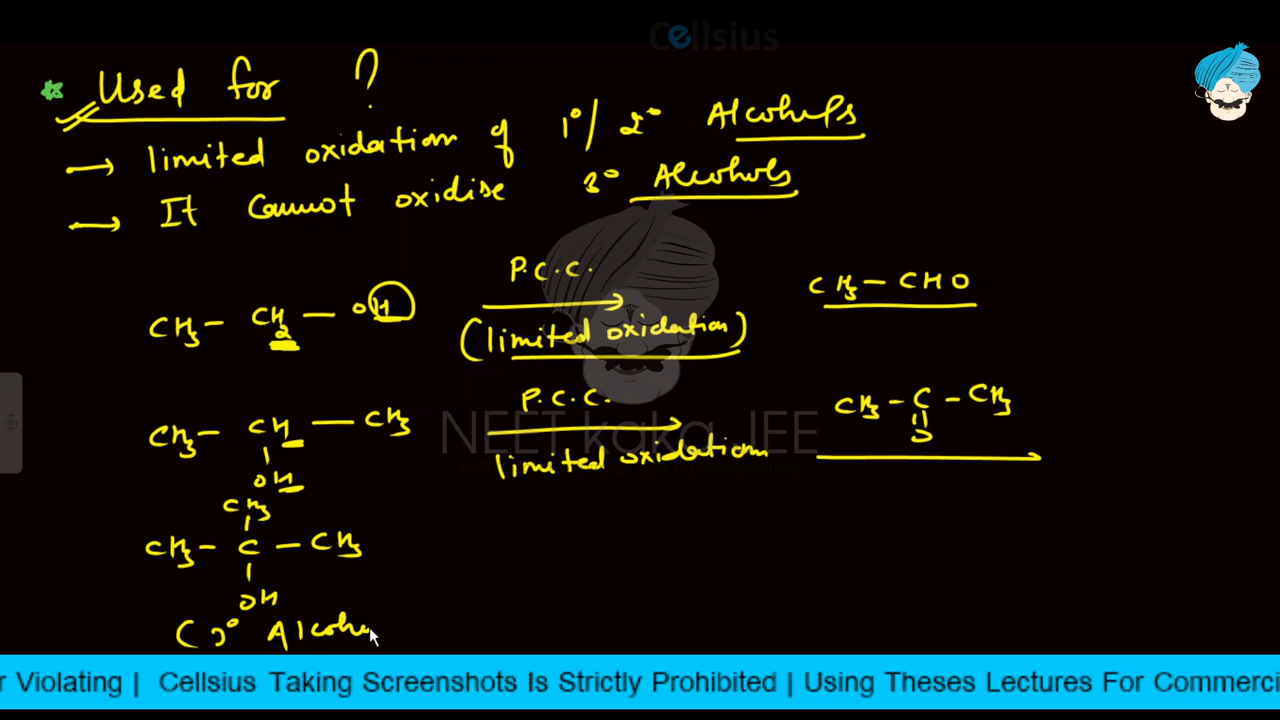 Cellsius
Used for ?
→ limited oxidation of 1°/2° Alcohols
→ It cannot oxidise 3° Alcohols
CH3 - CH2 - OH P.C.C. (limited oxidation) CH3 - CHO
CH3 - CH - CH3 P.C.C. limited oxidation CH3 - C - CH3
OH O
CH3
CH3 - C - CH3
OH
(3° Alcoho
NEET kaka JEE
r Violating | Cellsius Taking Screenshots Is Strictly Prohibited | Using Theses Lectures For Commerci